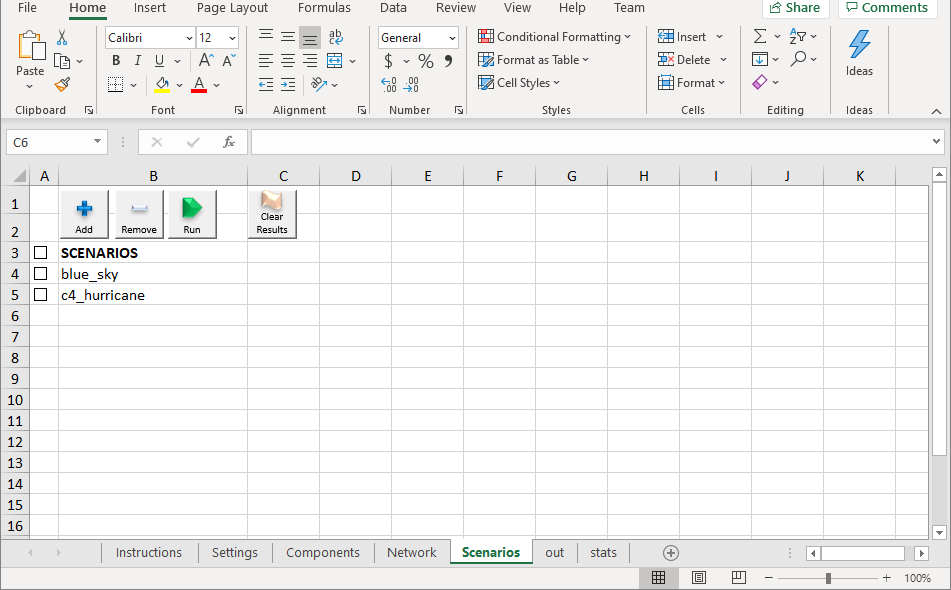 File Home Insert Page Layout Formulas Data Review View Help Team Share Comments
Calibri 12 General Conditional Formatting Insert
Paste B I U $ % Format as Table Delete Ideas
A Cell Styles Format
Clipboard Font Alignment Number Styles Cells Editing Ideas
C6 fx
A B C D E F G H I J K
1
Add Remove Run Clear Results
2
3 SCENARIOS
4 blue_sky
5 c4_hurricane
6
7
8
9
10
11
12
13
14
15
16
Instructions Settings Components Network Scenarios out stats
100%